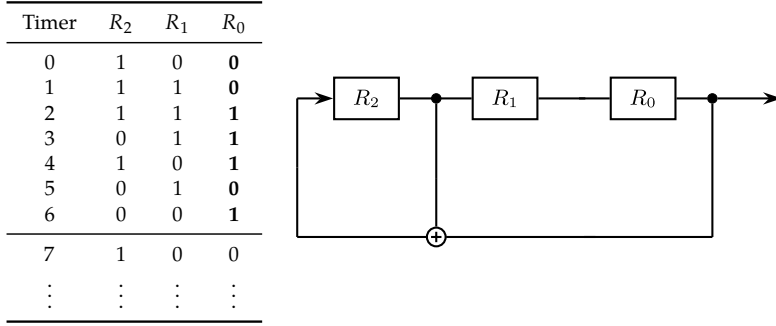 Timer R₂ R₁ R₀
0 1 0 0
1 1 1 0
2 1 1 1
3 0 1 1
4 1 0 1
5 0 1 0
6 0 0 1
7 1 0 0
⋮ ⋮ ⋮ ⋮
R₂ R₁ R₀
+